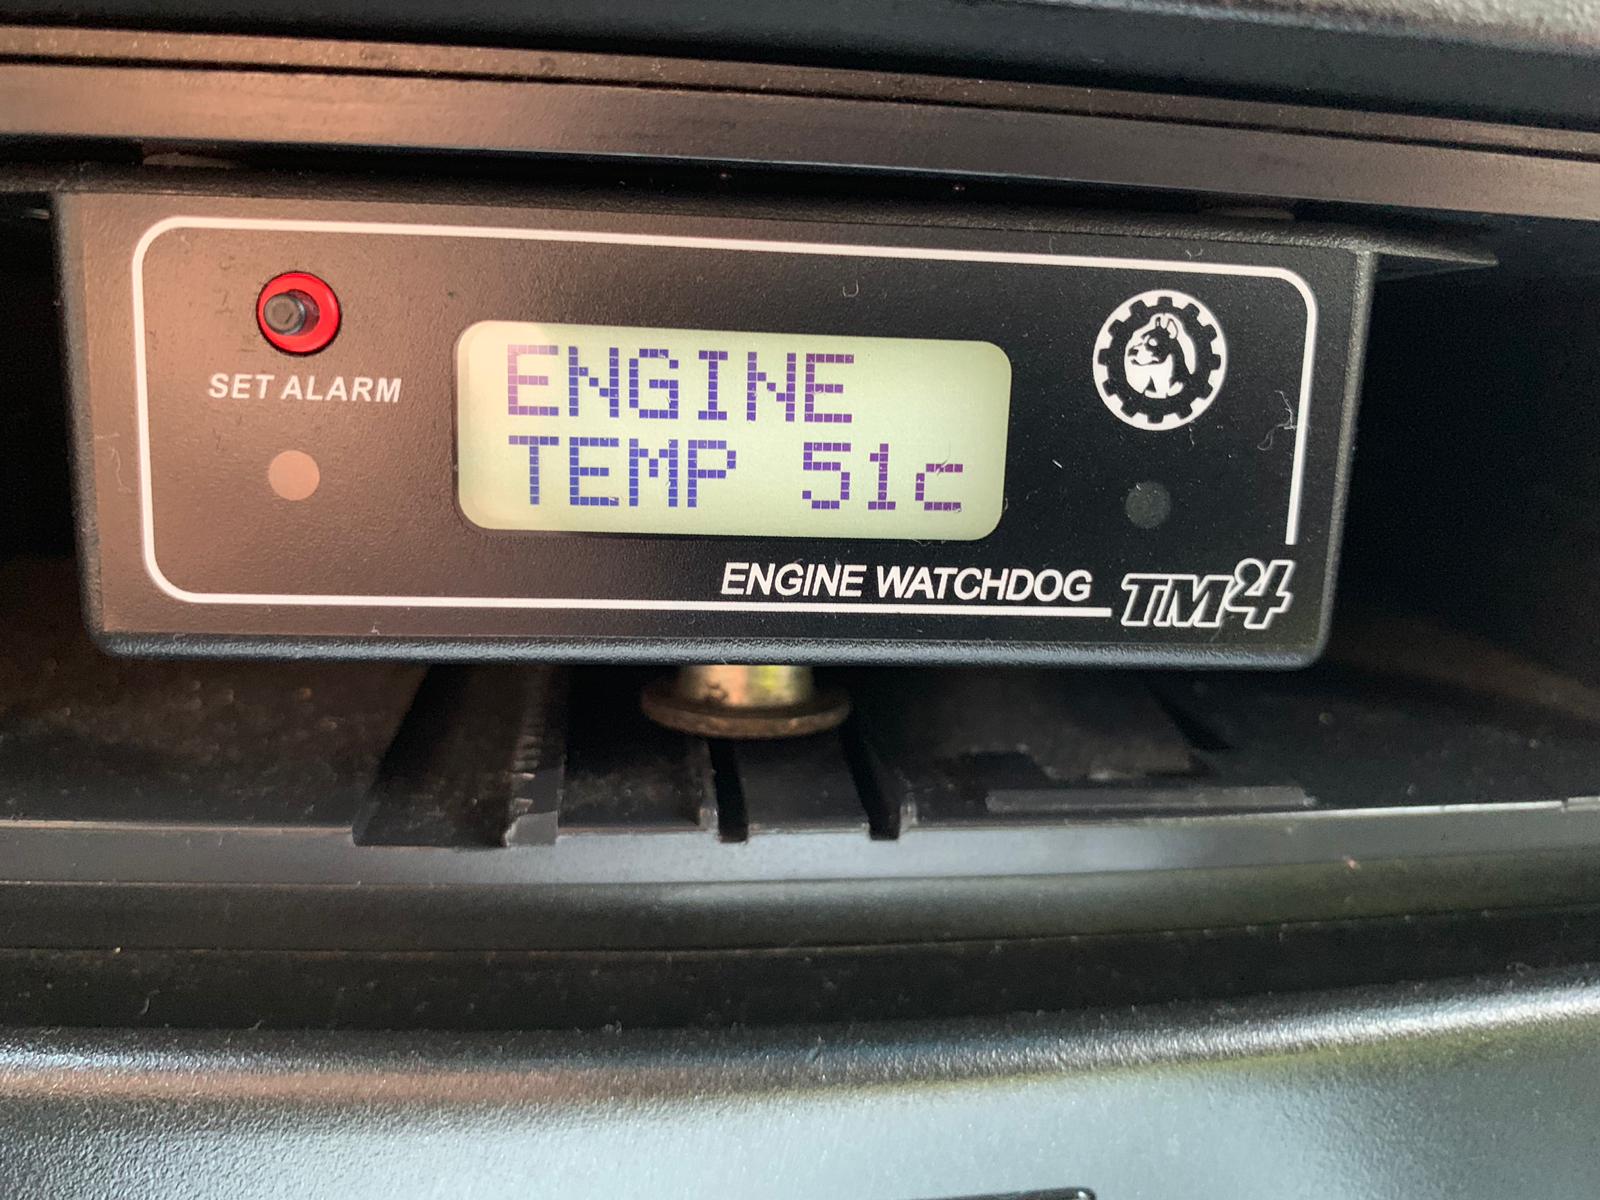 SET ALARM
ENGINE
TEMP 51c
ENGINE WATCHDOG TM4